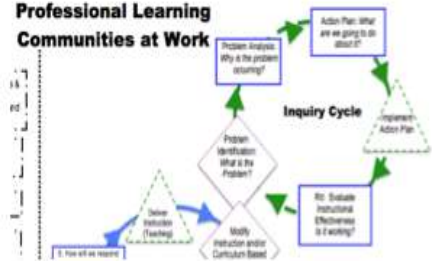 Professional Learning
Communities at Work
Problem Analysis:
Why is the problem
occurring?
Action Plan: What
are we going to do
about it?
Inquiry Cycle
Implement
Action Plan
Problem
Identification:
What is the
Problem?
RtI: Evaluate
Instructional
Effectiveness
Is it working?
Deliver
Instruction
(Teaching)
Modify
Instruction and/or
Curriculum Based
5. How will we respond